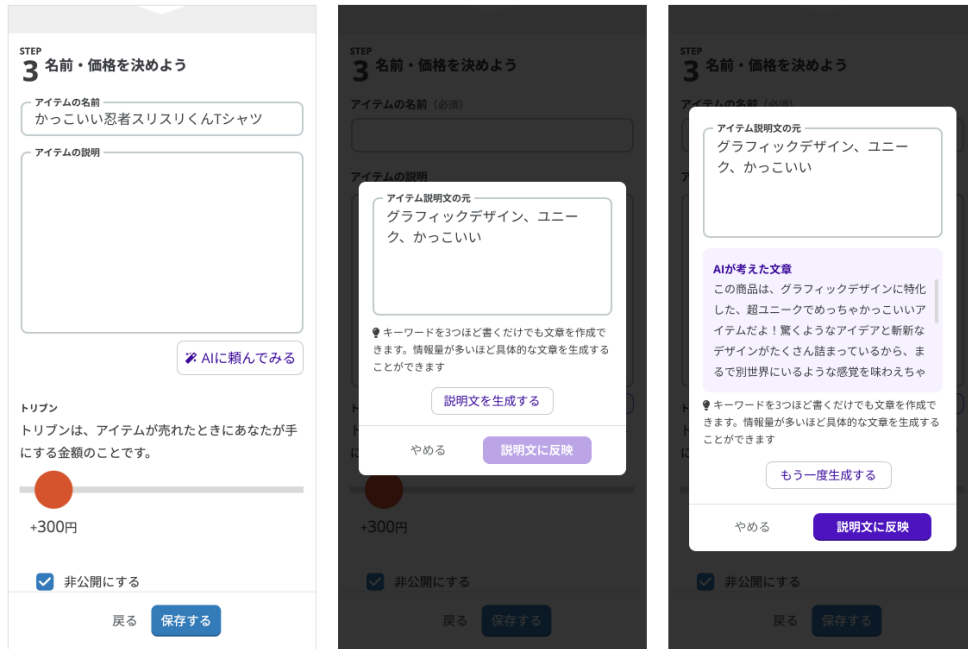 STEP
3 名前・価格を決めよう
アイテムの名前
かっこいい忍者スリスリくんTシャツ
アイテムの説明
AIに頼んでみる
トリブン
トリブンは、アイテムが売れたときにあなたが手
にする金額のことです。
+300円
非公開にする
戻る 保存する
STEP
3 名前・価格を決めよう
アイテムの名前 (必須)
アイテムの説明
アイテム説明文の元
グラフィックデザイン、ユニー
ク、かっこいい
キーワードを3つほど書くだけでも文章を作成で
きます。情報量が多いほど具体的な文章を生成する
ことができます
説明文を生成する
やめる 説明文に反映
+300円
非公開にする
戻る 保存する
STEP
3 名前・価格を決めよう
アイテムの名前 (必須)
アイテム説明文の元
グラフィックデザイン、ユニー
ク、かっこいい
AIが考えた文章
この商品は、グラフィックデザインに特化
した、超ユニークでめっちゃかっこいいア
イテムだよ!驚くようなアイデアと斬新な
デザインがたくさん詰まっているから、ま
るで別世界にいるような感覚を味わえちゃ
キーワードを3つほど書くだけでも文章を作成で
きます。情報量が多いほど具体的な文章を生成する
ことができます
もう一度生成する
やめる 説明文に反映
非公開にする
戻る 保存する